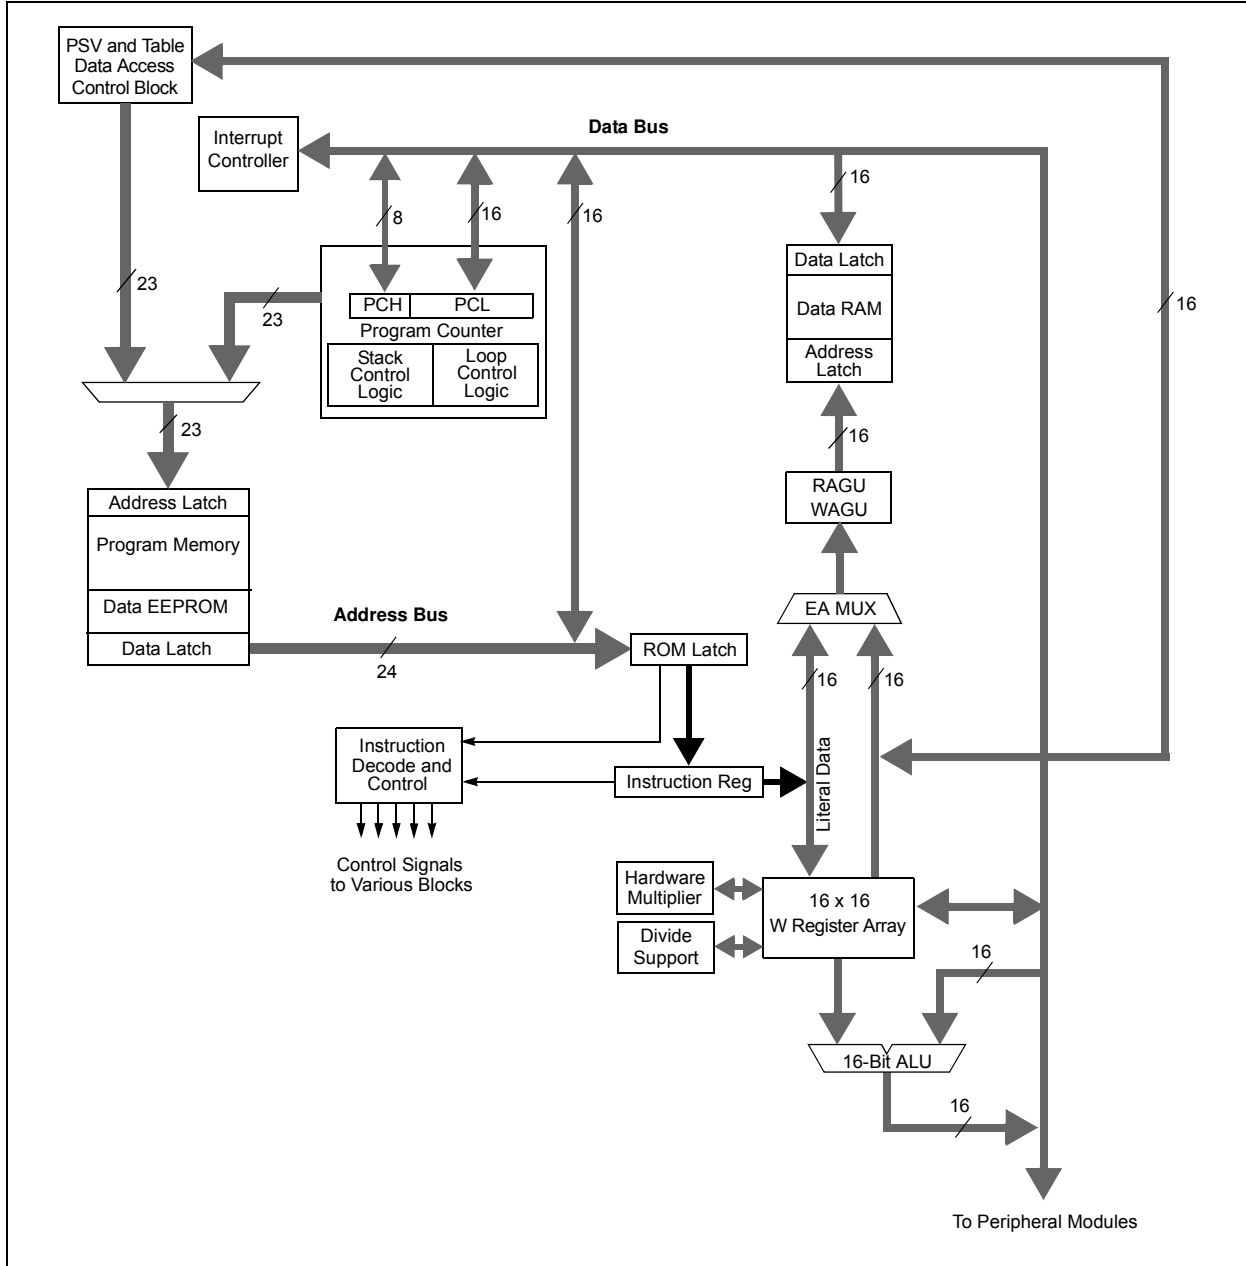 PSV and Table
Data Access
Control Block
Interrupt
Controller
Data Bus
8
16
16
16
23
23
16
PCH
PCL
Program Counter
Stack
Control
Logic
Loop
Control
Logic
Data Latch
Data RAM
Address
Latch
23
16
RAGU
WAGU
Address Latch
Program Memory
Data EEPROM
Data Latch
Address Bus
24
EA MUX
ROM Latch
16
16
Instruction
Decode and
Control
Instruction Reg
Literal Data
Control Signals
to Various Blocks
Hardware
Multiplier
Divide
Support
16 x 16
W Register Array
16
16-Bit ALU
16
To Peripheral Modules